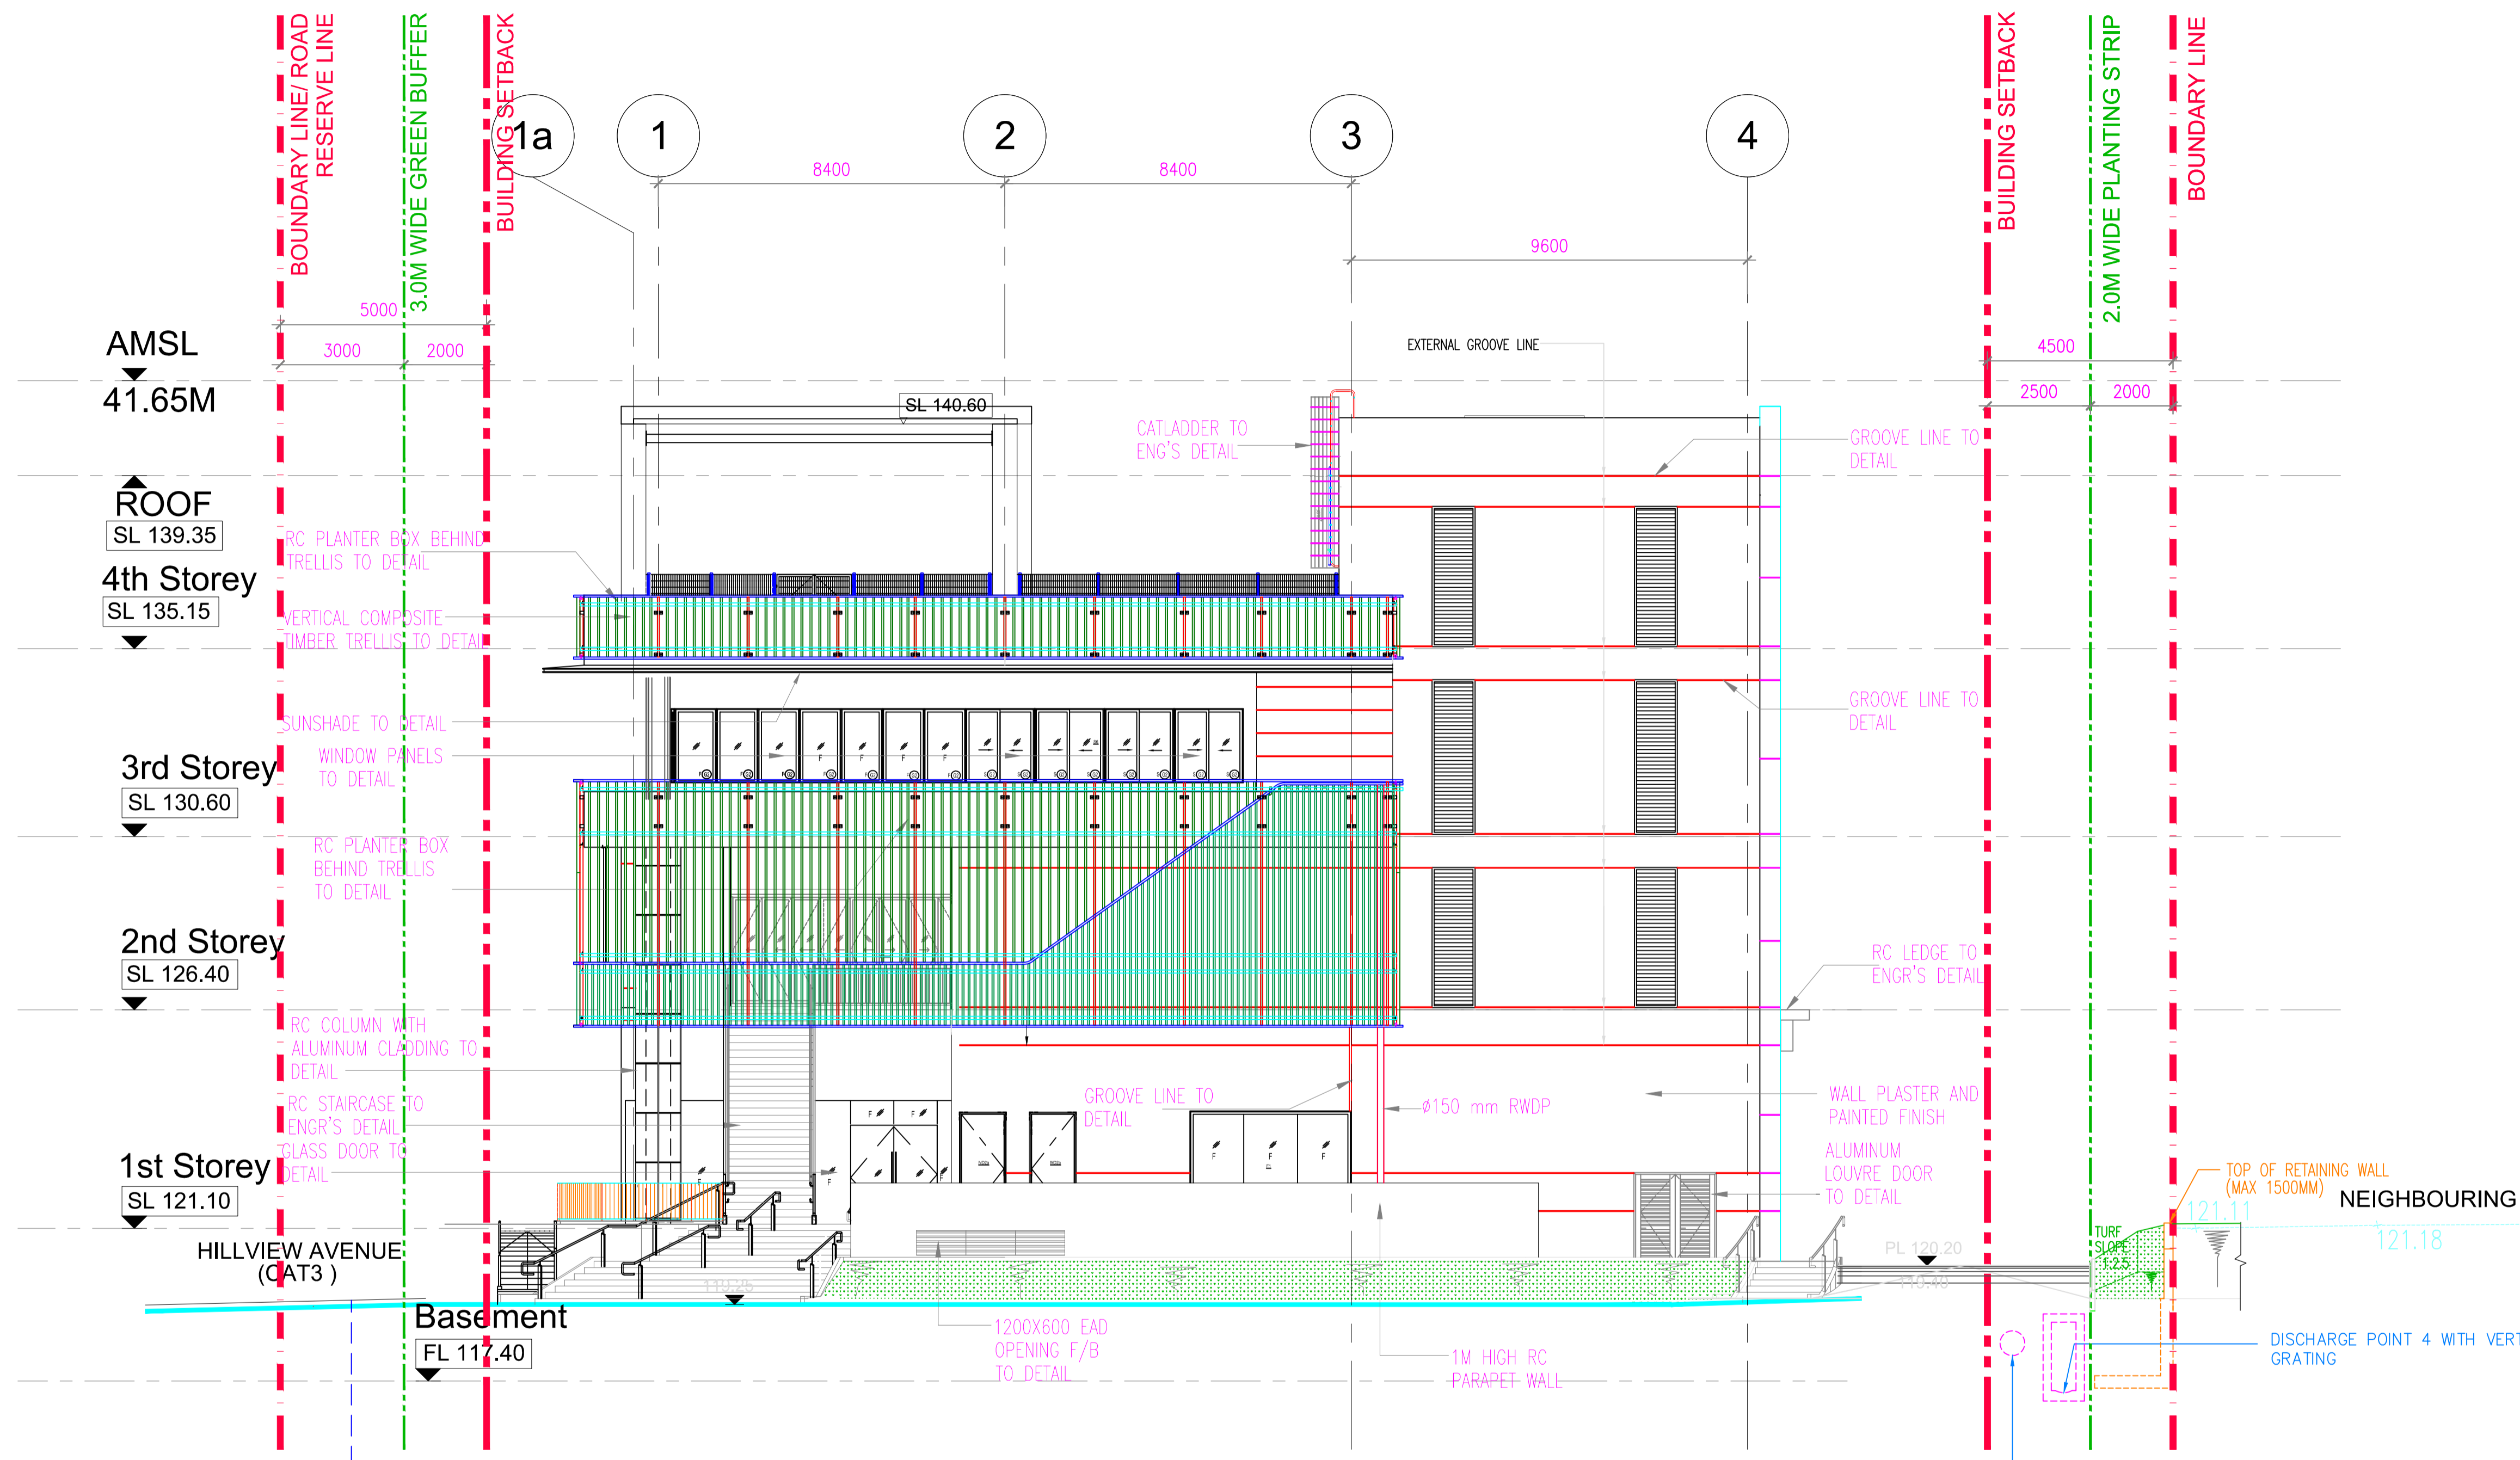 BOUNDARY LINE/ ROAD
RESERVE LINE
3.0M WIDE GREEN BUFFER
BUILDING SETBACK
1a
1
2
3
4
BUILDING SETBACK
2.0M WIDE PLANTING STRIP
BOUNDARY LINE
8400
8400
9600
5000
3000
2000
4500
2500
2000
AMSL
41.65M
EXTERNAL GROOVE LINE
SL 140.60
CATLADDER TO
ENG'S DETAIL
GROOVE LINE TO
DETAIL
ROOF
SL 139.35
RC PLANTER BOX BEHIND
TRELLIS TO DETAIL
4th Storey
SL 135.15
VERTICAL COMPOSITE
TIMBER TRELLIS TO DETAIL
SUNSHADE TO DETAIL
GROOVE LINE TO
DETAIL
WINDOW PANELS
TO DETAIL
3rd Storey
SL 130.60
RC PLANTER BOX
BEHIND TRELLIS
TO DETAIL
2nd Storey
SL 126.40
RC LEDGE TO
ENGR'S DETAIL
RC COLUMN WITH
ALUMINUM CLADDING TO
DETAIL
RC STAIRCASE TO
ENGR'S DETAIL
GLASS DOOR TO
DETAIL
GROOVE LINE TO
DETAIL
Ø150 mm RWDP
WALL PLASTER AND
PAINTED FINISH
ALUMINUM
LOUVRE DOOR
TO DETAIL
1st Storey
SL 121.10
TOP OF RETAINING WALL
(MAX 1500MM)
NEIGHBOURING
121.11
121.18
TURF
SLOPE
1:2.5
HILLVIEW AVENUE
(CAT3 )
PL 120.20
119.25
Basement
FL 117.40
1200X600 EAD
OPENING F/B
TO DETAIL
1M HIGH RC
PARAPET WALL
DISCHARGE POINT 4 WITH VERT
GRATING